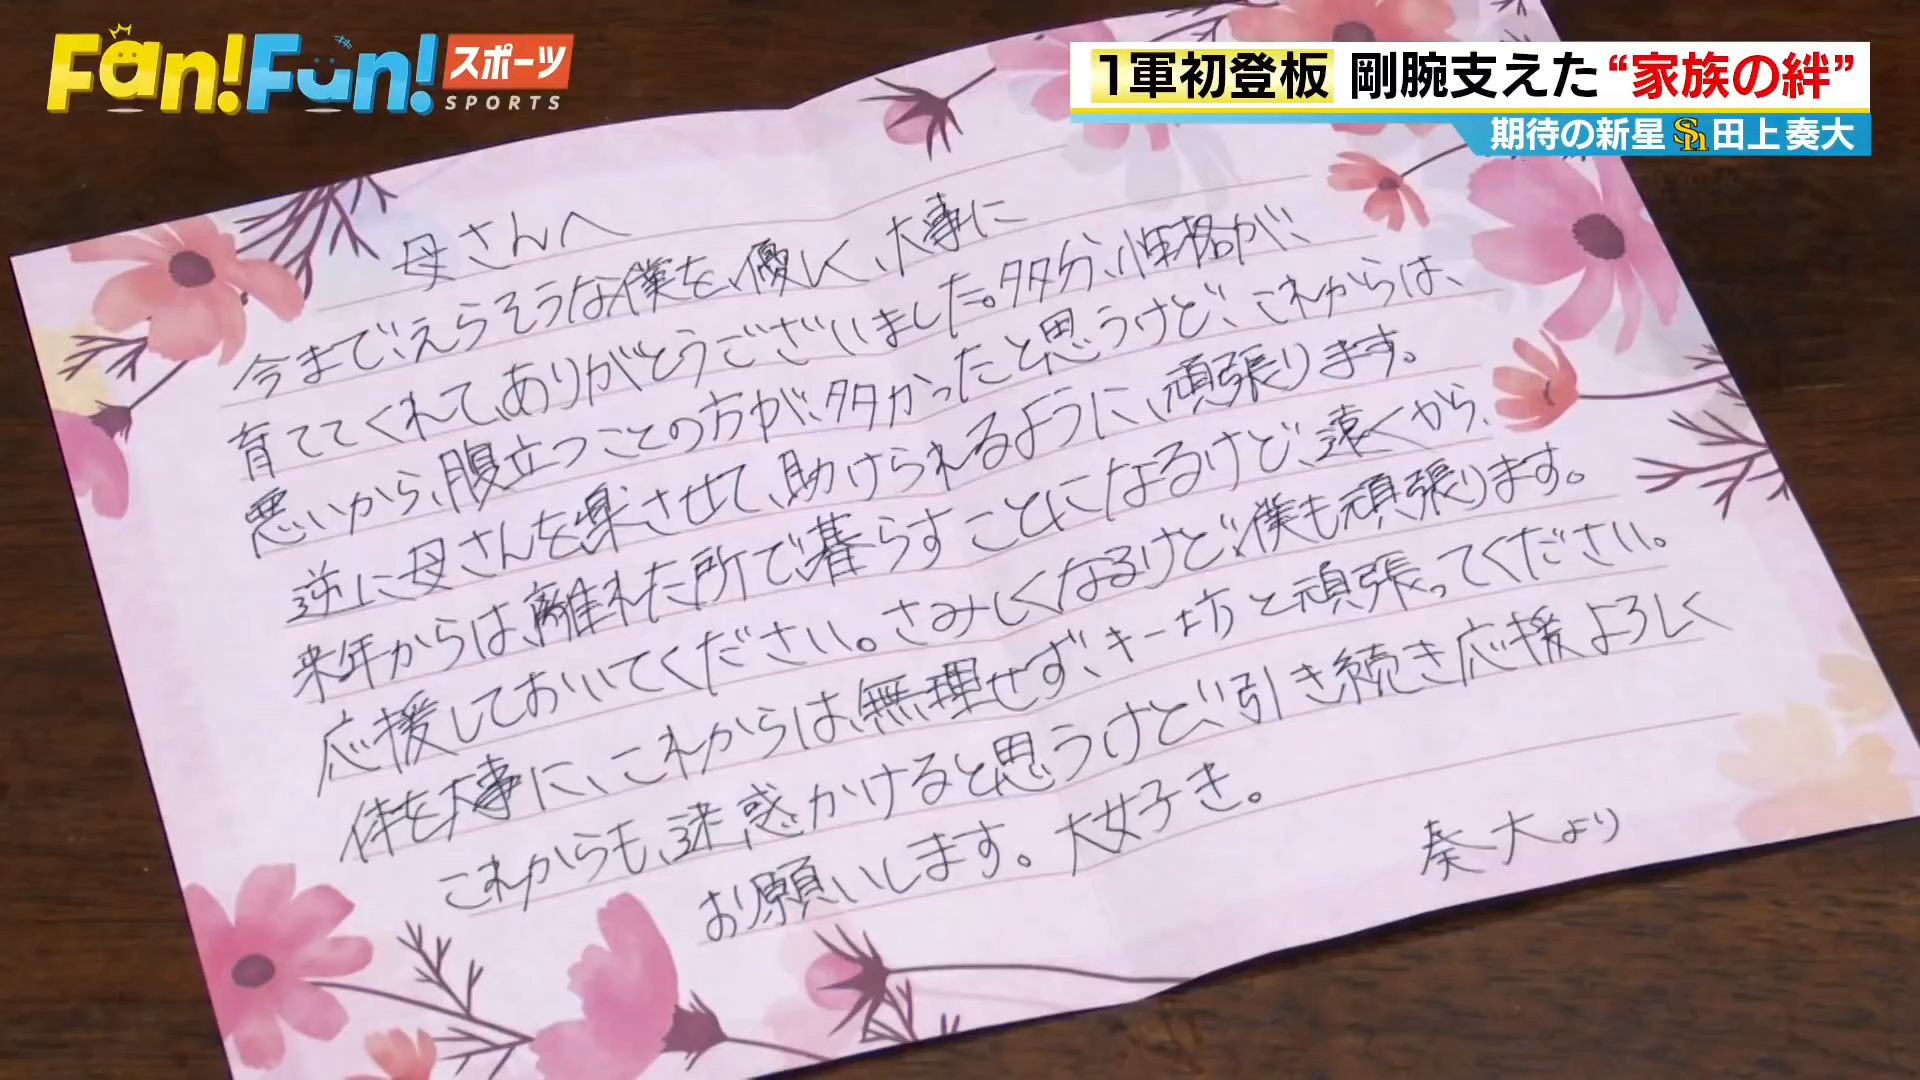 Fan!Fun!スポーツ
SPORTS
1軍初登板 剛腕支えた“家族の絆”
期待の新星 田上奏大
母さんへ
今まで、えらそうな僕を、優しく、大事に
育ててくれて、ありがとうございました。多分、性格が、
悪いから、腹立つことの方が、多かったと思うけど、これからは、
逆に母さんを楽させて、助けられるように、頑張ります。
来年からは、離れた所で、暮らすことになるけど、遠くから、
応援しておいてください。さみしくなるけど、僕も頑張ります。
体を大事に、これからは、無理せず、キー坊と頑張ってください。
これからも、迷惑かけると思うけど、引き続き応援よろしく
お願いします。大好き。
奏大より